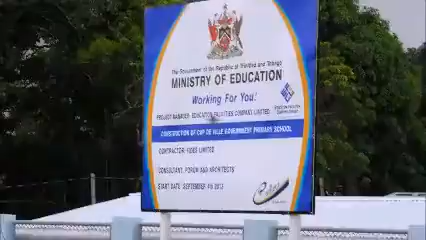 The Government of the Republic of Trinidad and Tobago
MINISTRY OF EDUCATION
Working For You!
PROJECT MANAGER: EDUCATION FACILITIES COMPANY LIMITED
CONSTRUCTION OF CAP DE VILLE GOVERNMENT PRIMARY SCHOOL
CONTRACTOR: LIMITED
CONSULTANT: FORUM AND ARCHITECTS
START DATE: SEPTEMBER 2013